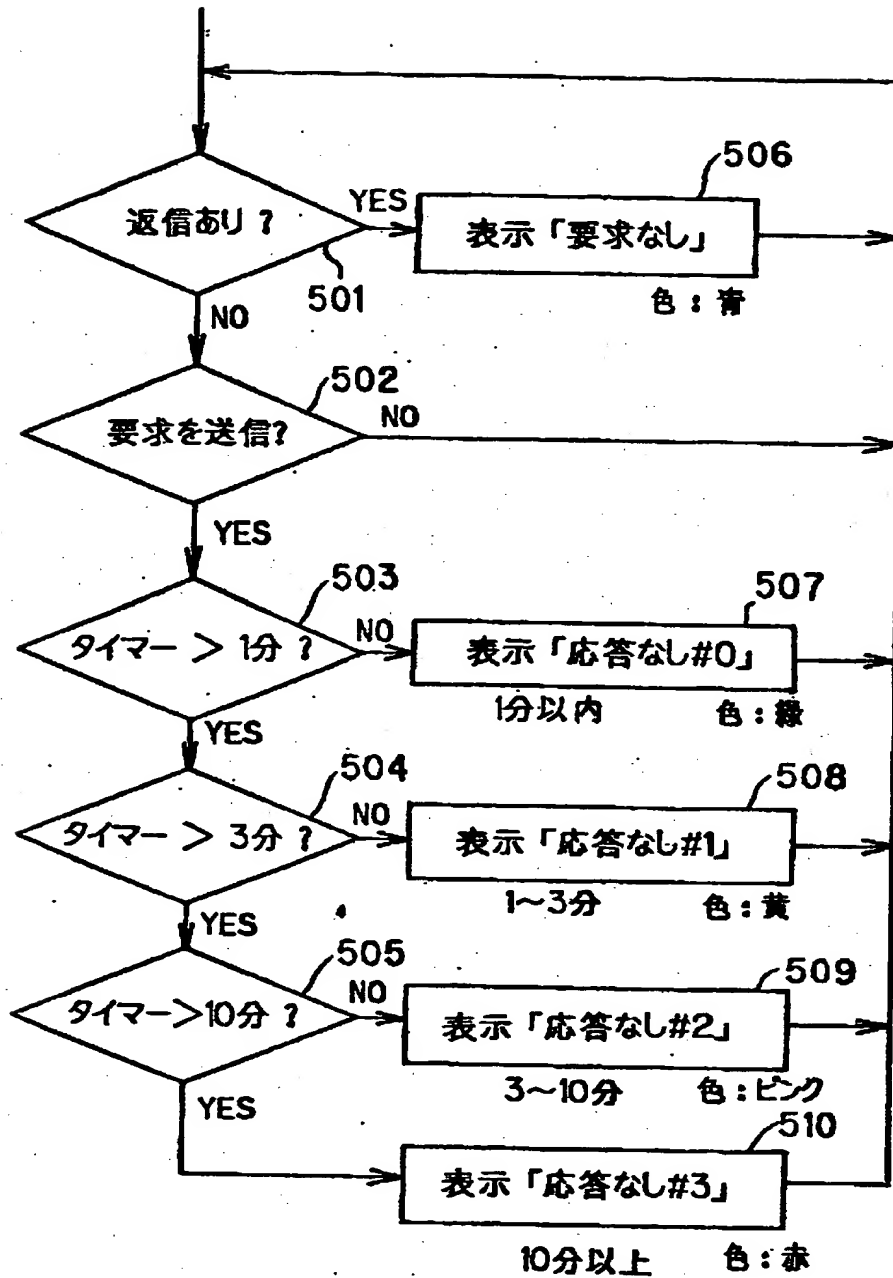 506
返信あり？
YES
表示「要求なし」
501
色：青
NO
502
要求を送信?
NO
YES
503
507
タイマー > 1分？
NO
表示「応答なし#0」
1分以内
色：緑
YES
504
508
タイマー > 3分？
NO
表示「応答なし#1」
1〜3分
色：黄
YES
505
509
タイマー>10分？
NO
表示「応答なし#2」
3〜10分
色：ピンク
YES
510
表示「応答なし#3」
10分以上
色：赤